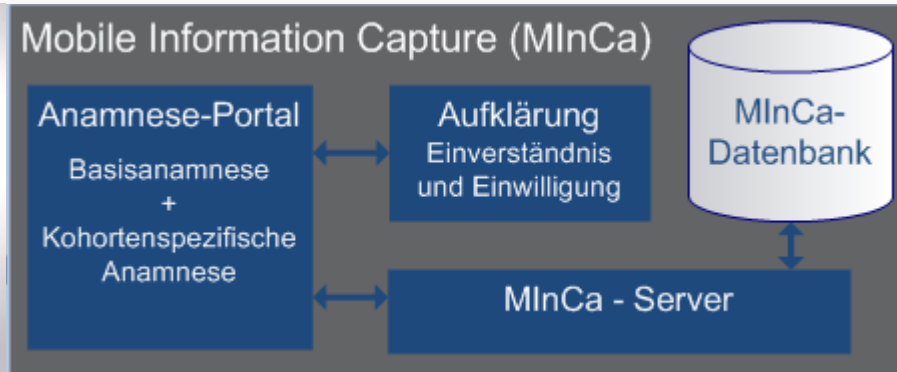 Mobile Information Capture (MInCa)
Anamnese-Portal
Basisanamnese
+
Kohortenspezifische
Anamnese
Aufklärung
Einverständnis
und Einwilligung
MInCa-
Datenbank
MInCa - Server